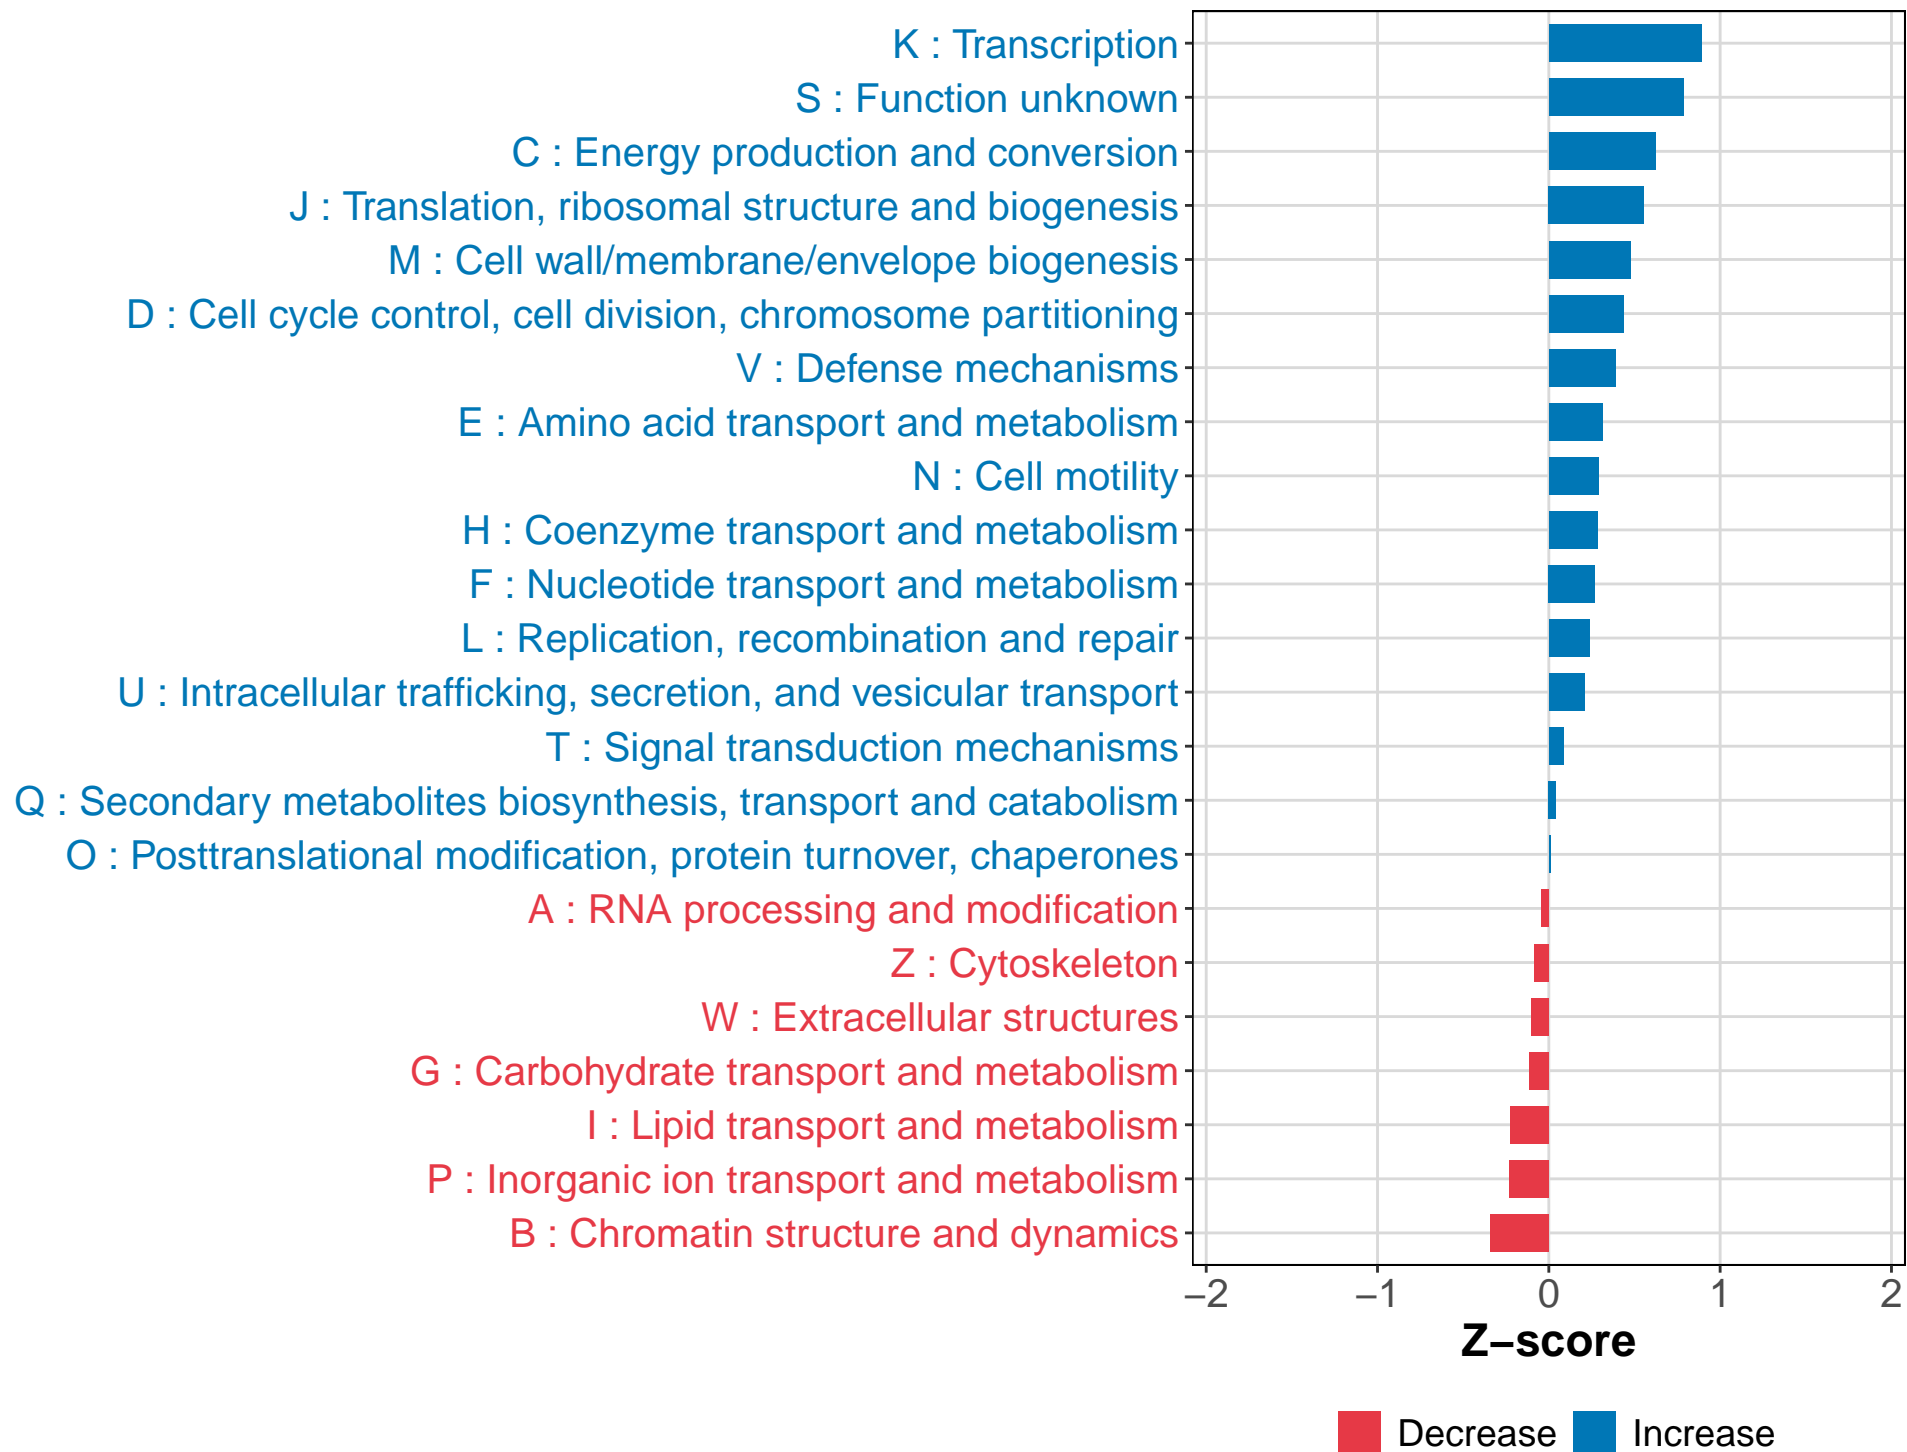 K : Transcription
S : Function unknown
C : Energy production and conversion
J : Translation, ribosomal structure and biogenesis
M : Cell wall/membrane/envelope biogenesis
D : Cell cycle control, cell division, chromosome partitioning
V : Defense mechanisms
E : Amino acid transport and metabolism
N : Cell motility
H : Coenzyme transport and metabolism
F : Nucleotide transport and metabolism
L : Replication, recombination and repair
U : Intracellular trafficking, secretion, and vesicular transport
T : Signal transduction mechanisms
Q : Secondary metabolites biosynthesis, transport and catabolism
O : Posttranslational modification, protein turnover, chaperones
A : RNA processing and modification
Z : Cytoskeleton
W : Extracellular structures
G : Carbohydrate transport and metabolism
I : Lipid transport and metabolism
P : Inorganic ion transport and metabolism
B : Chromatin structure and dynamics
−2 −1 0 1 2
Z−score
Decrease Increase